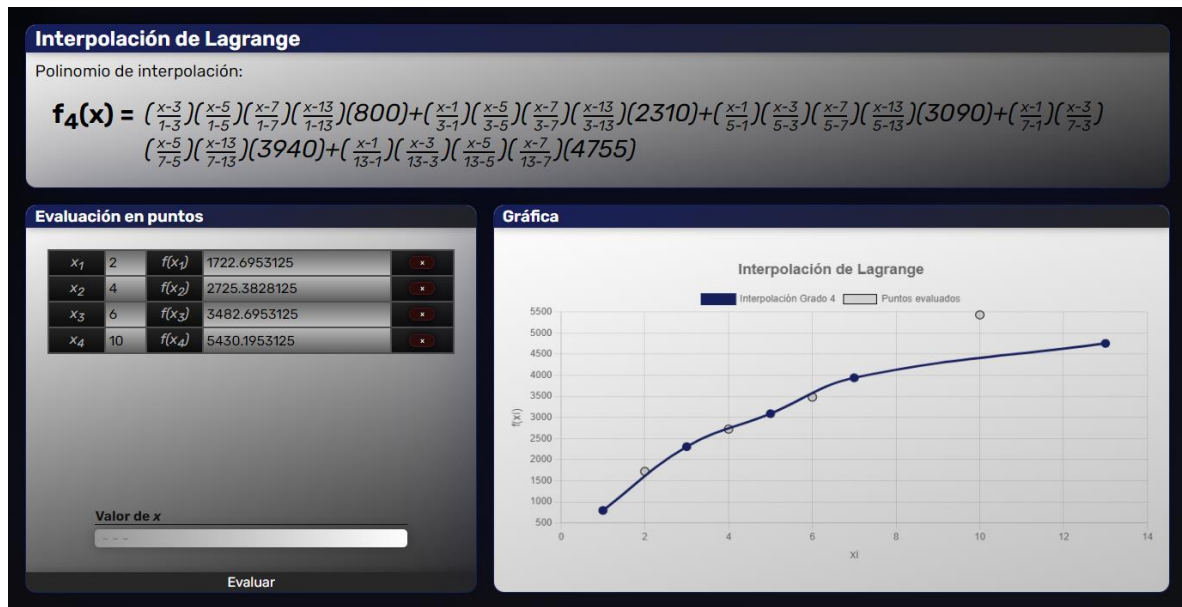 Interpolación de Lagrange
Polinomio de interpolación:
f₄(x) = (x-3/1-3)(x-5/1-5)(x-7/1-7)(x-13/1-13)(800)+(x-1/3-1)(x-5/3-5)(x-7/3-7)(x-13/3-13)(2310)+(x-1/5-1)(x-3/5-3)(x-7/5-7)(x-13/5-13)(3090)+(x-1/7-1)(x-3/7-3)
(x-5/7-5)(x-13/7-13)(3940)+(x-1/13-1)(x-3/13-3)(x-5/13-5)(x-7/13-7)(4755)
Evaluación en puntos
x₁ 2 f(x₁) 1722.6953125 x
x₂ 4 f(x₂) 2725.3828125 x
x₃ 6 f(x₃) 3482.6953125 x
x₄ 10 f(x₄) 5430.1953125 x
Valor de x
- - -
Evaluar
Gráfica
Interpolación de Lagrange
Interpolación Grado 4 Puntos evaluados
5500
5000
4500
4000
3500
3000
2500
2000
1500
1000
500
f(xi)
0 2 4 6 8 10 12 14
xi